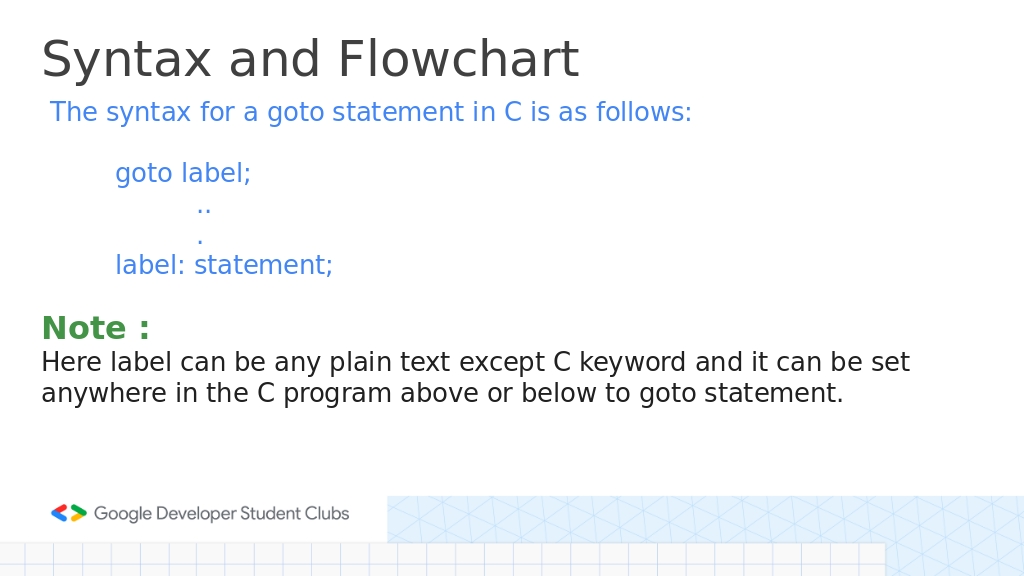 Syntax and Flowchart
The syntax for a goto statement in C is as follows:
goto label;
..
.
label: statement;
Note :
Here label can be any plain text except C keyword and it can be set
anywhere in the C program above or below to goto statement.
Google Developer Student Clubs